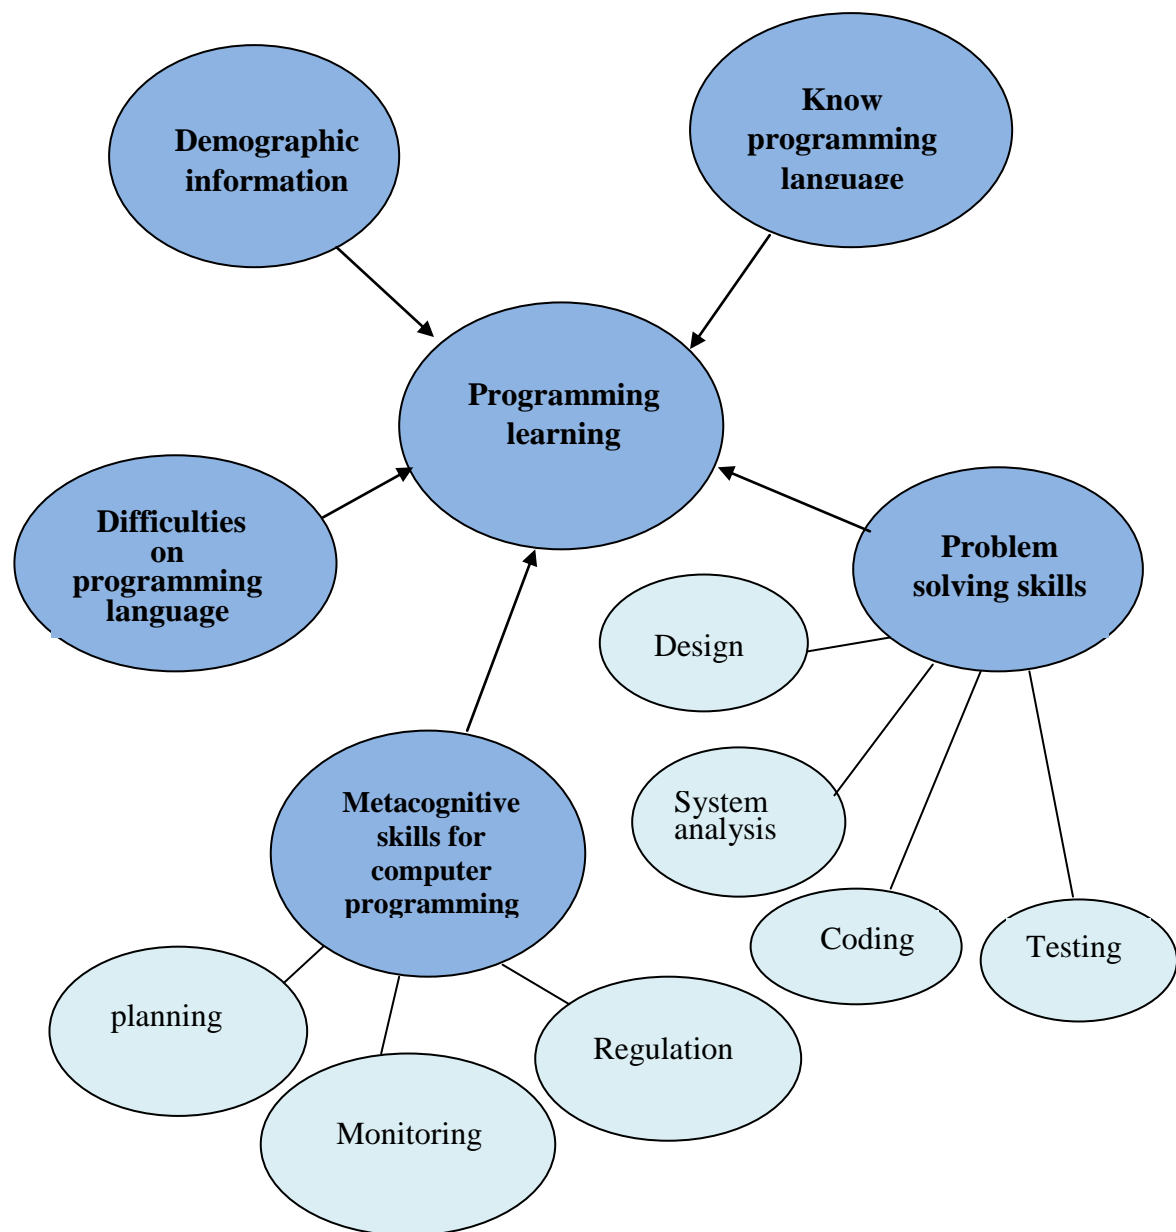 Demographic
information
Know
programming
language
Programming
learning
Difficulties
on
programming
language
Problem
solving skills
Design
System
analysis
Coding
Testing
Metacognitive
skills for
computer
programming
planning
Monitoring
Regulation